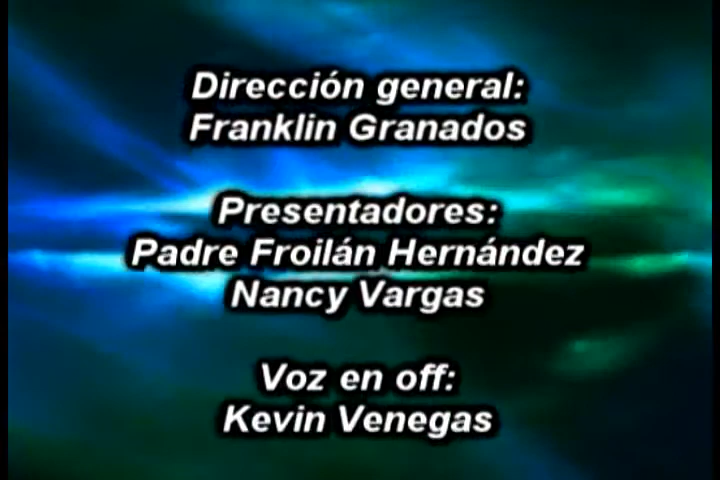 Dirección general:
Franklin Granados
Presentadores:
Padre Froilán Hernández
Nancy Vargas
Voz en off:
Kevin Venegas